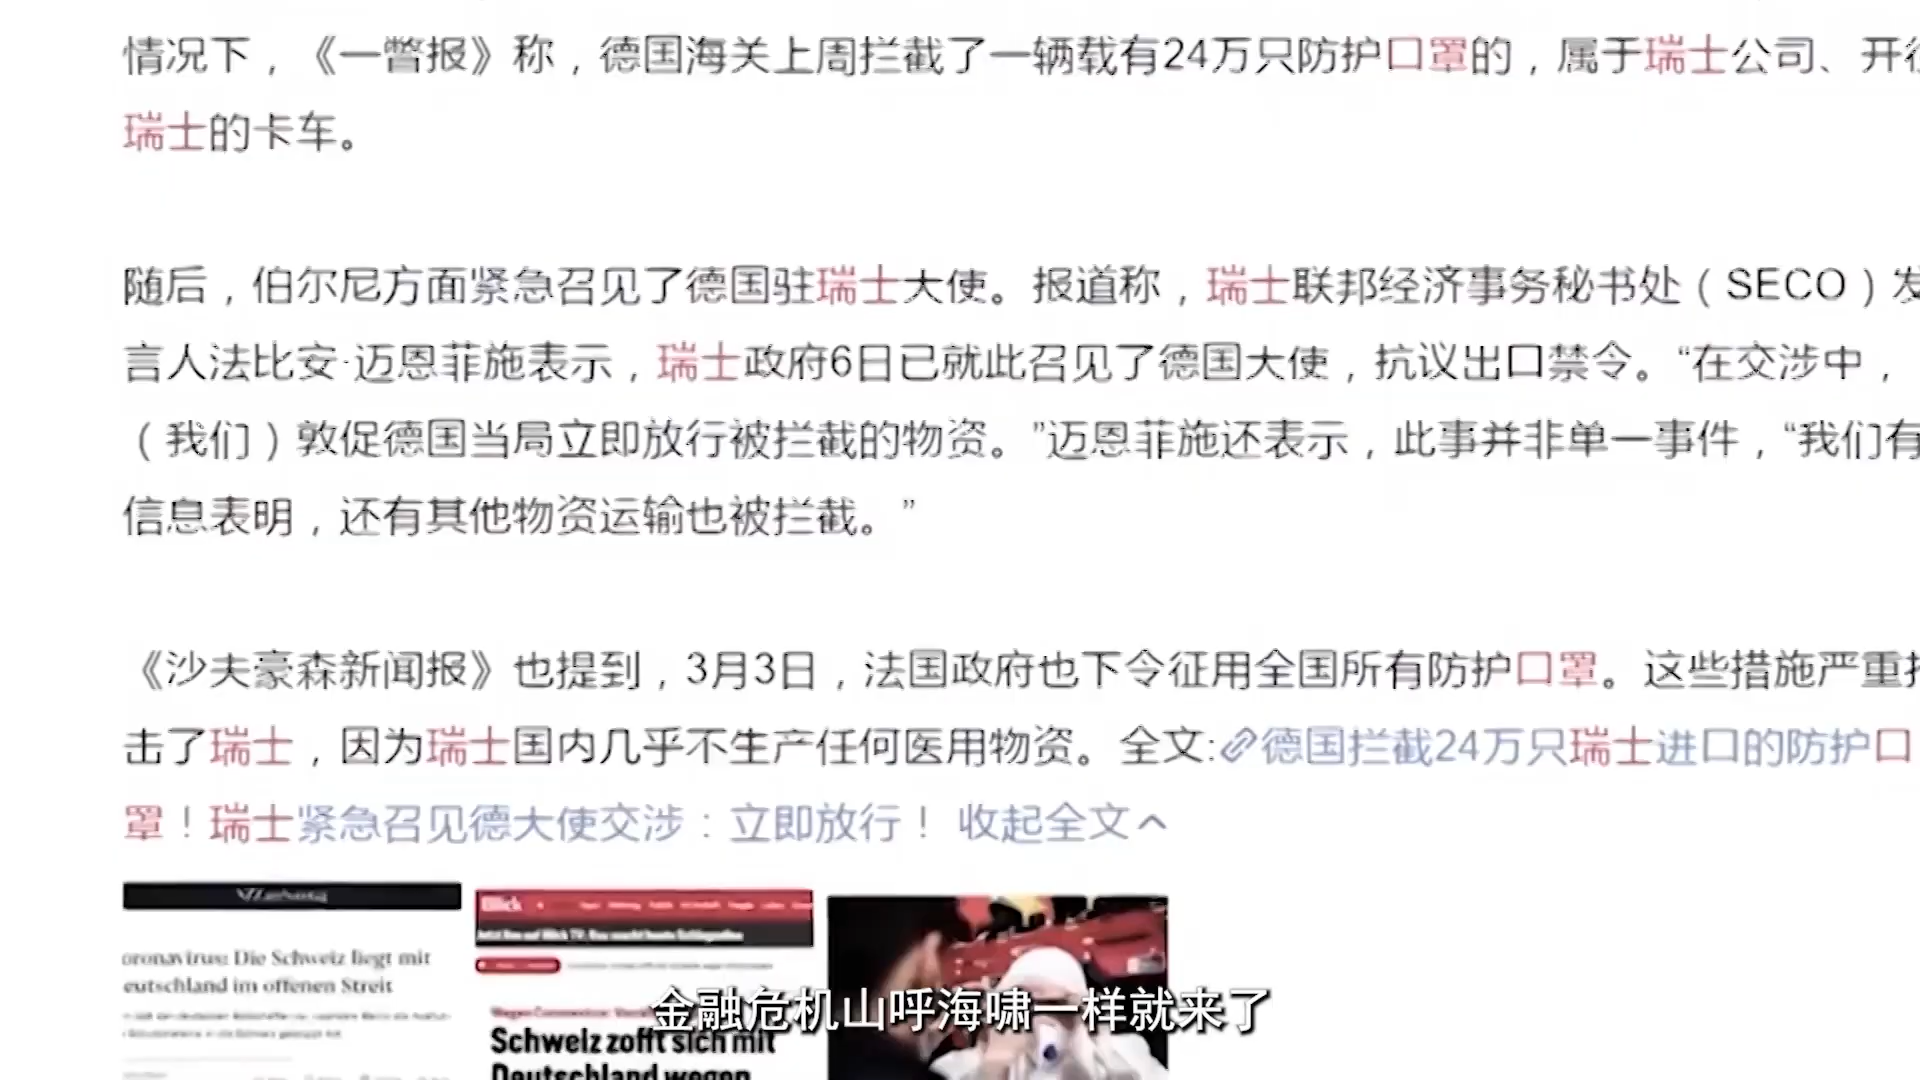 情况下，《一瞥报》称，德国海关上周拦截了一辆载有24万只防护口罩的，属于瑞士公司、开往
瑞士的卡车。
随后，伯尔尼方面紧急召见了德国驻瑞士大使。报道称，瑞士联邦经济事务秘书处（SECO）发
言人法比安·迈恩菲施表示，瑞士政府6日已就此召见了德国大使，抗议出口禁令。“在交涉中，
（我们）敦促德国当局立即放行被拦截的物资。”迈恩菲施还表示，此事并非单一事件，“我们有
信息表明，还有其他物资运输也被拦截。”
《沙夫豪森新闻报》也提到，3月3日，法国政府也下令征用全国所有防护口罩。这些措施严重打
击了瑞士，因为瑞士国内几乎不生产任何医用物资。全文:德国拦截24万只瑞士进口的防护口
罩！瑞士紧急召见德大使交涉：立即放行！ 收起全文
oronavirus: Die Schweiz liegt mit
eutschland im offenen Streit
Blick
Schweiz zofft sich mit
Deutschland wegen
金融危机山呼海啸一样就来了